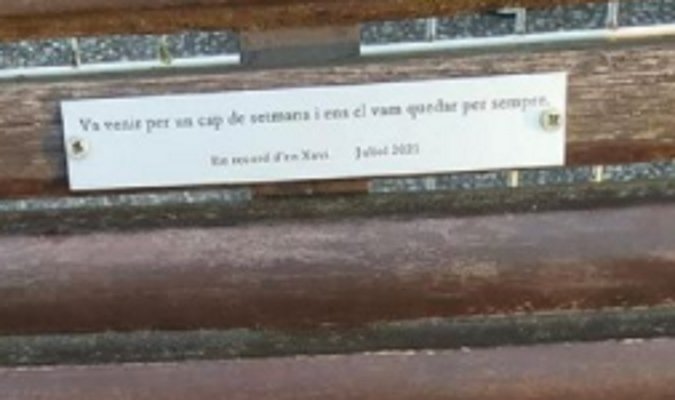 Va venir per un cap de setmana i ens el vam quedar per sempre.
En record d'en Xavi Juliol 2021